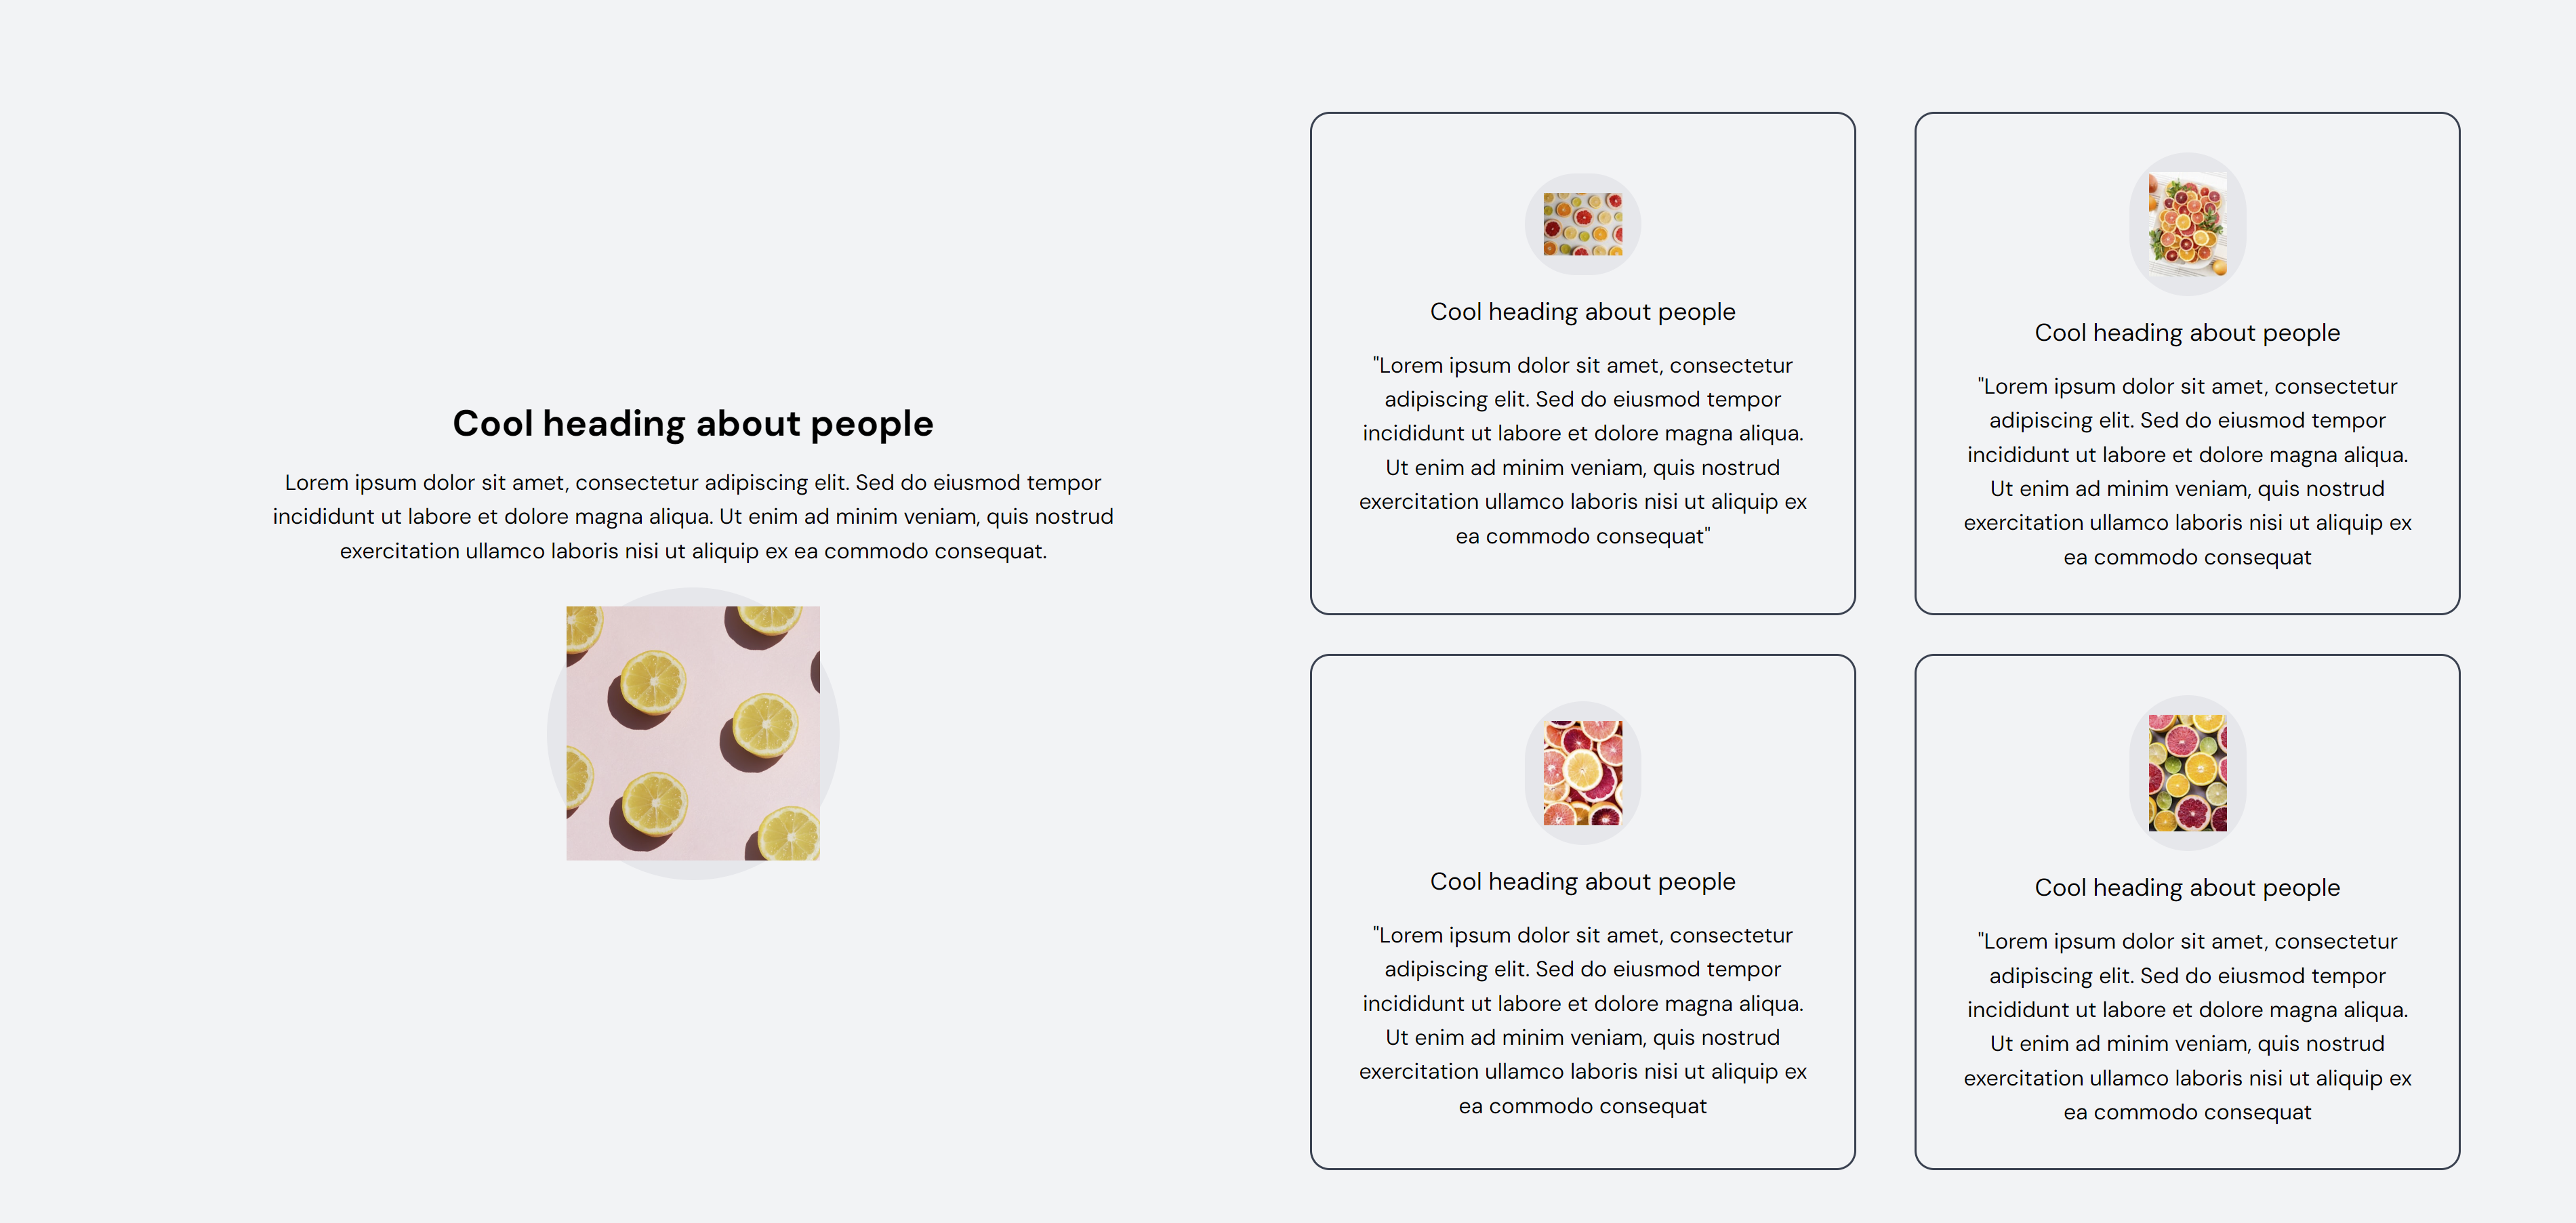 Cool heading about people
Lorem ipsum dolor sit amet, consectetur adipiscing elit. Sed do eiusmod tempor
incididunt ut labore et dolore magna aliqua. Ut enim ad minim veniam, quis nostrud
exercitation ullamco laboris nisi ut aliquip ex ea commodo consequat.
Cool heading about people
"Lorem ipsum dolor sit amet, consectetur
adipiscing elit. Sed do eiusmod tempor
incididunt ut labore et dolore magna aliqua.
Ut enim ad minim veniam, quis nostrud
exercitation ullamco laboris nisi ut aliquip ex
ea commodo consequat"
Cool heading about people
"Lorem ipsum dolor sit amet, consectetur
adipiscing elit. Sed do eiusmod tempor
incididunt ut labore et dolore magna aliqua.
Ut enim ad minim veniam, quis nostrud
exercitation ullamco laboris nisi ut aliquip ex
ea commodo consequat
Cool heading about people
"Lorem ipsum dolor sit amet, consectetur
adipiscing elit. Sed do eiusmod tempor
incididunt ut labore et dolore magna aliqua.
Ut enim ad minim veniam, quis nostrud
exercitation ullamco laboris nisi ut aliquip ex
ea commodo consequat
Cool heading about people
"Lorem ipsum dolor sit amet, consectetur
adipiscing elit. Sed do eiusmod tempor
incididunt ut labore et dolore magna aliqua.
Ut enim ad minim veniam, quis nostrud
exercitation ullamco laboris nisi ut aliquip ex
ea commodo consequat